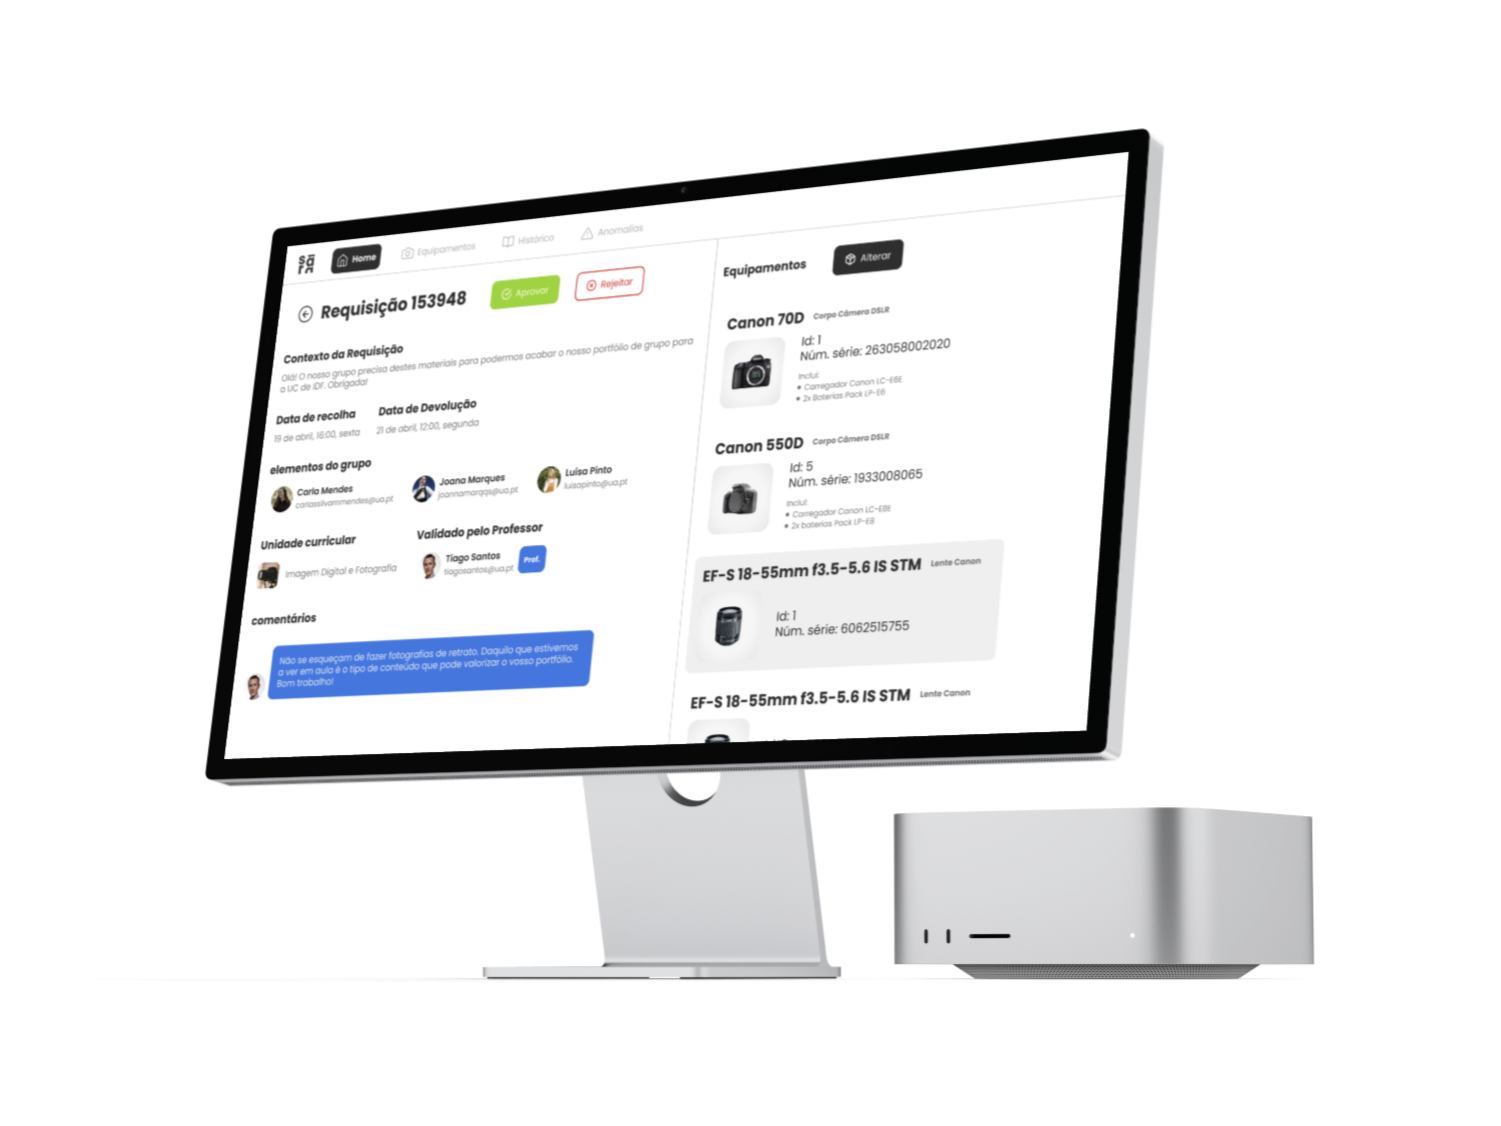 sara
Home
Equipamentos
Histórico
Anomalias
Requisição 153948
Aprovar
Rejeitar
Contexto da Requisição
Olá! O nosso grupo precisa destes materiais para podermos acabar o nosso portfólio de grupo para
a UC de IDF. Obrigada!
Data de recolha
Data de Devolução
19 de abril, 16:00, sexta
21 de abril, 12:00, segunda
elementos do grupo
Carla Mendes
carlassilvammendes@ua.pt
Joana Marques
joannamarqqs@ua.pt
Luísa Pinto
luisapinto@ua.pt
Unidade curricular
Imagem Digital e Fotografia
Validado pelo Professor
Tiago Santos
tiagosantos@ua.pt
Prof.
comentários
Não se esqueçam de fazer fotografias de retrato. Daquilo que estivemos
a ver em aula é o tipo de conteúdo que pode valorizar o vosso portfólio.
Bom trabalho!
Equipamentos
Alterar
Canon 70D
Corpo Câmera DSLR
Id: 1
Núm. série: 263058002020
Inclui:
• Carregador Canon LC-E6E
• 2x Baterias Pack LP-E6
Canon 550D
Corpo Câmera DSLR
Id: 5
Núm. série: 1933008065
Inclui:
• Carregador Canon LC-E8E
• 2x baterias Pack LP-E8
EF-S 18-55mm f3.5-5.6 IS STM
Lente Canon
Id: 1
Núm. série: 6062515755
EF-S 18-55mm f3.5-5.6 IS STM
Lente Canon